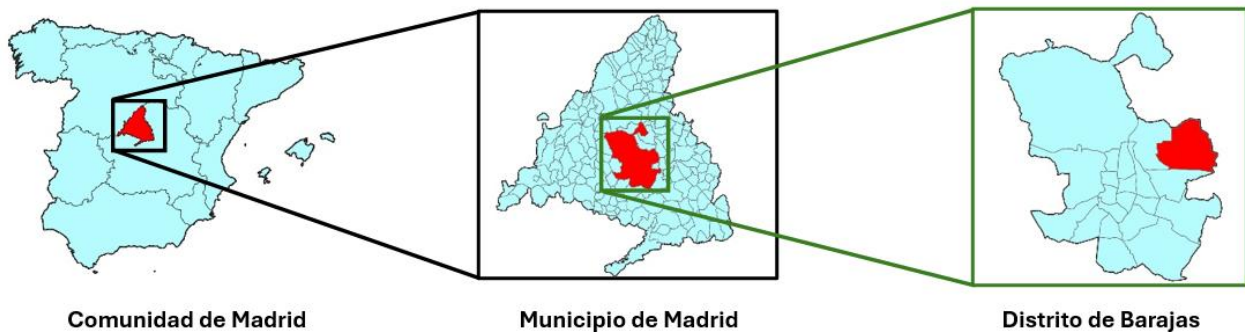 Comunidad de Madrid
Municipio de Madrid
Distrito de Barajas